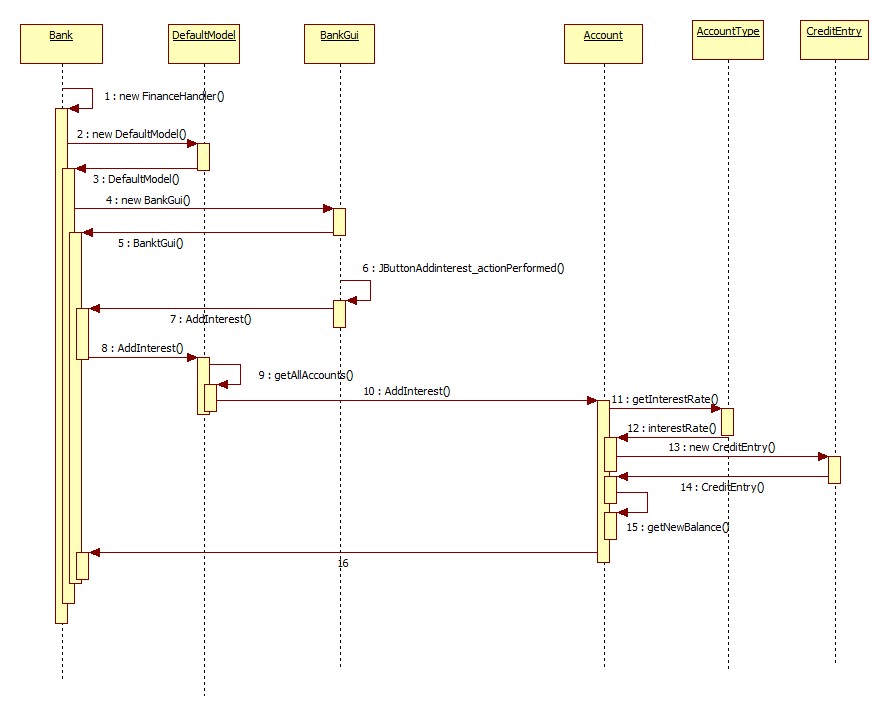 Bank
DefaultModel
BankGui
Account
AccountType
CreditEntry
1 : new FinanceHandler()
2 : new DefaultModel()
3 : DefaultModel()
4 : new BankGui()
5 : BanktGui()
6 : JButtonAddinterest_actionPerformed()
7 : AddInterest()
8 : AddInterest()
9 : getAllAccounts()
10 : AddInterest()
11 : getInterestRate()
12 : interestRate()
13 : new CreditEntry()
14 : CreditEntry()
15 : getNewBalance()
16